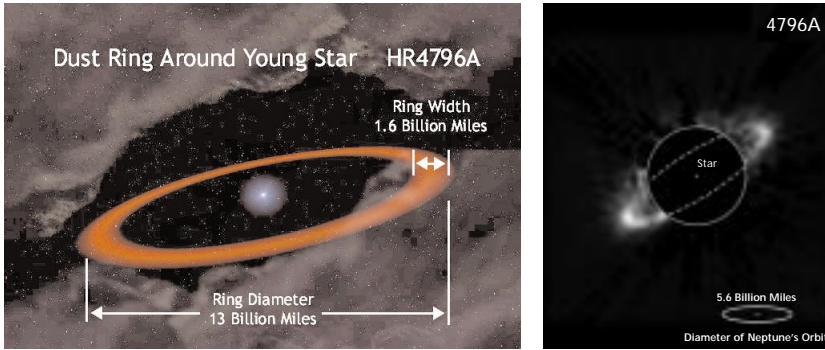 Dust Ring Around Young Star HR4796A
Ring Width
1.6 Billion Miles
Ring Diameter
13 Billion Miles
4796A
Star
5.6 Billion Miles
Diameter of Neptune's Orbi